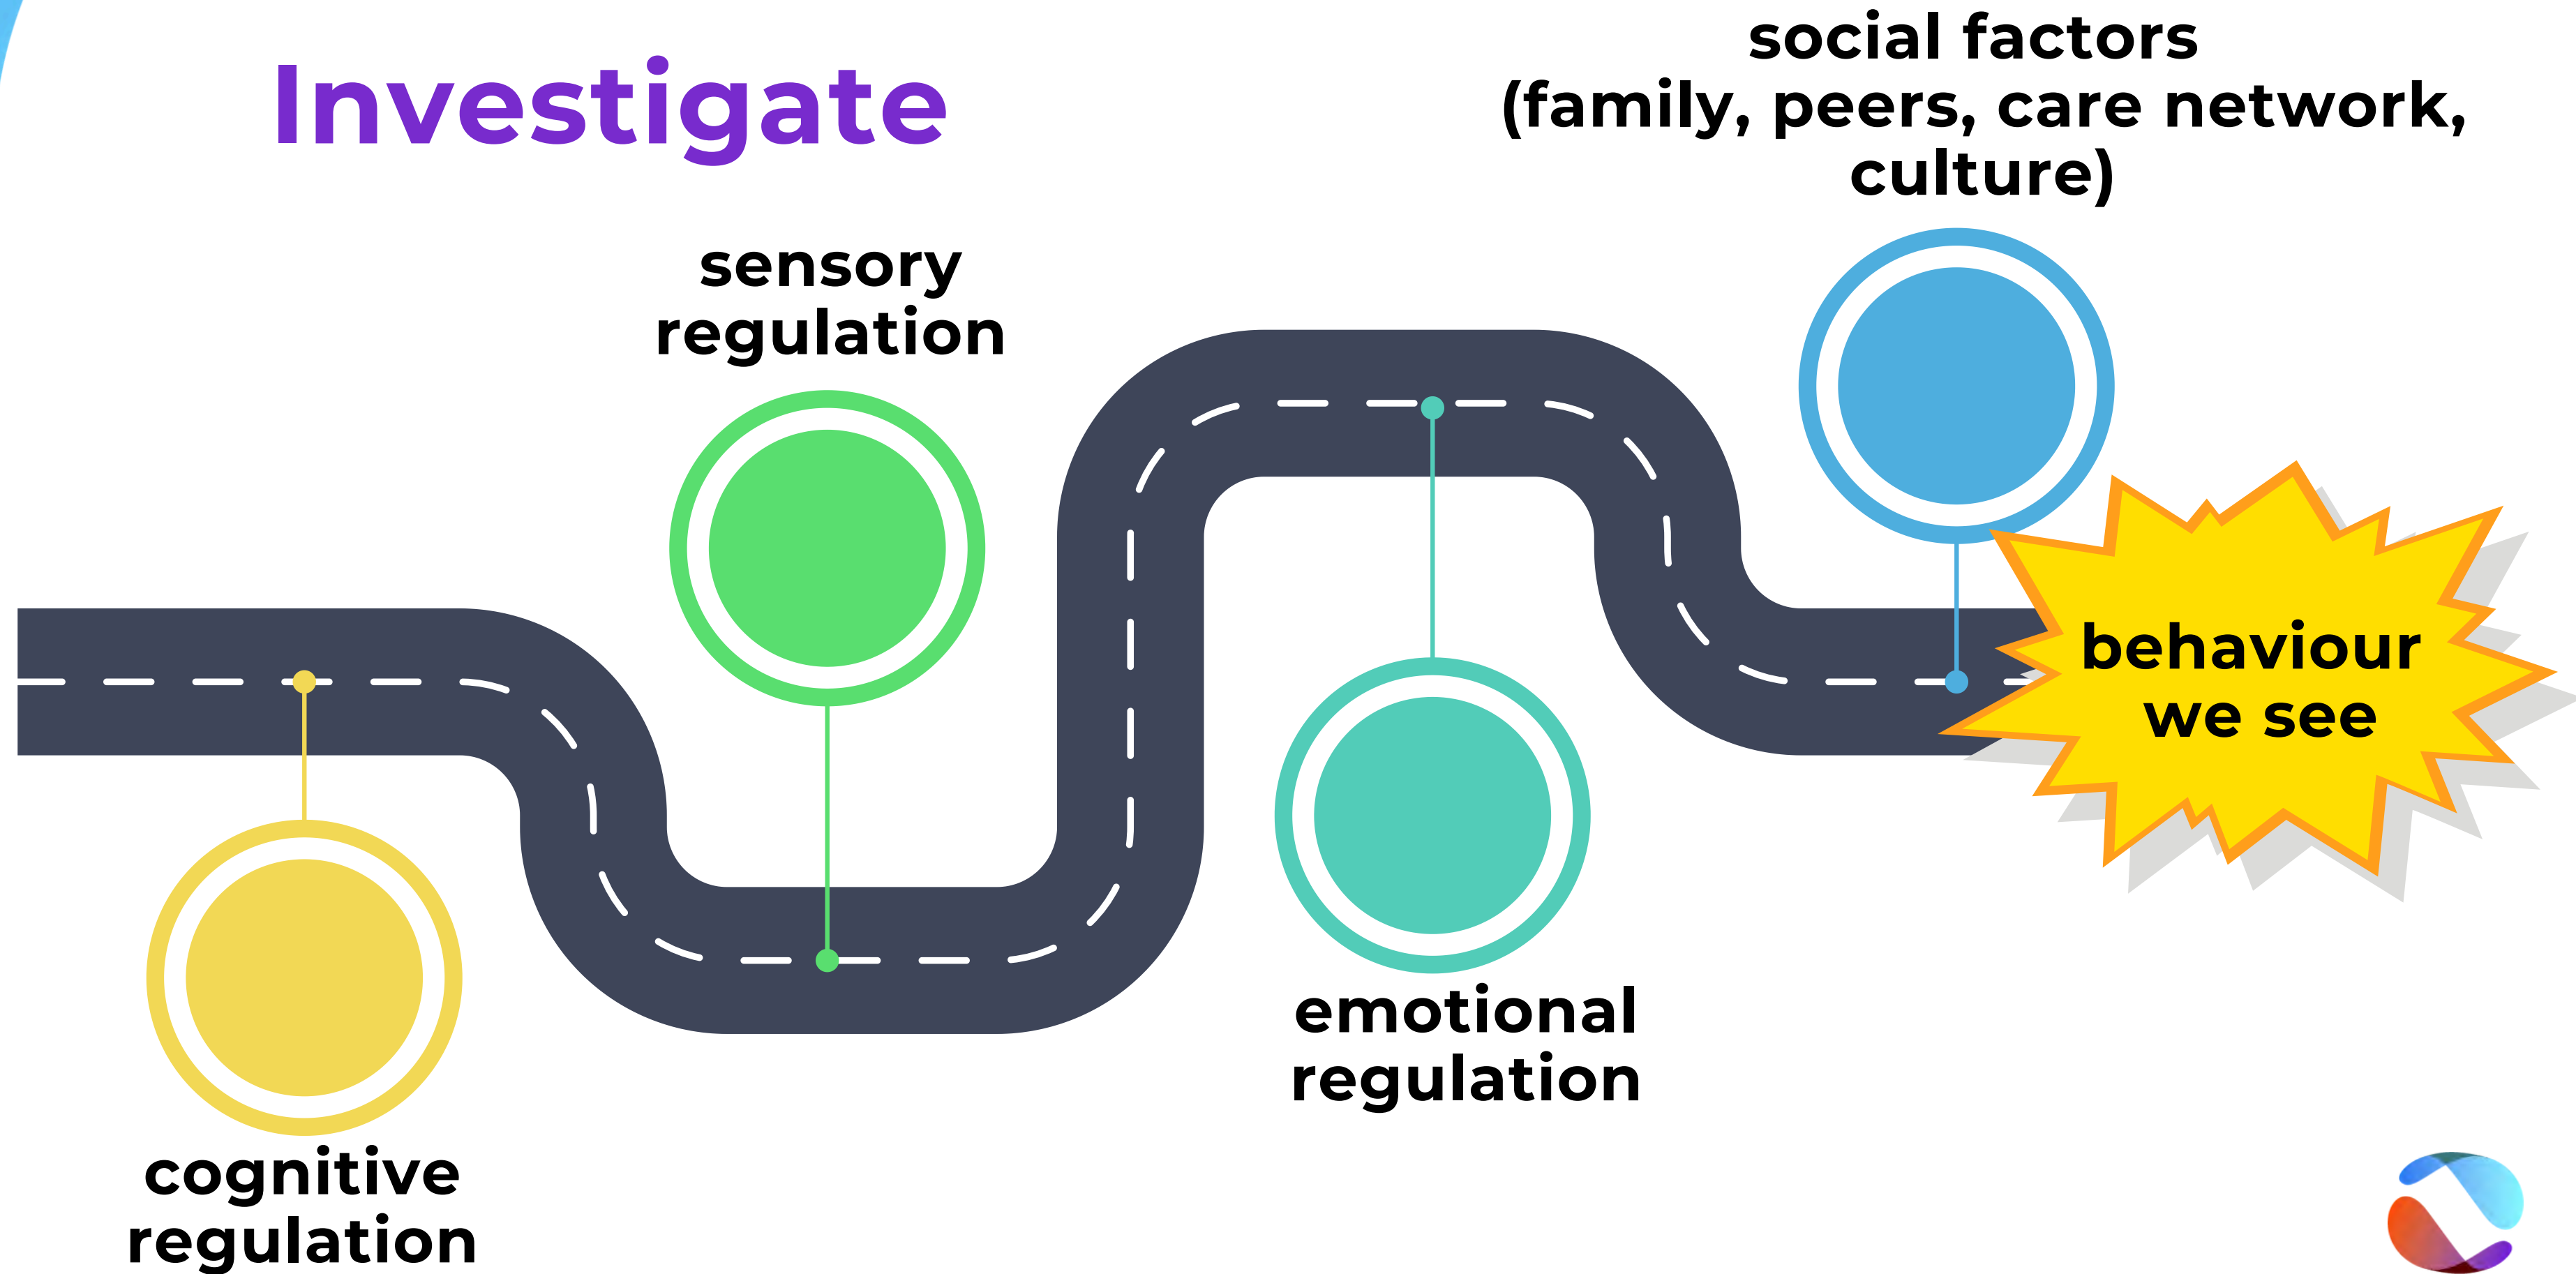 Investigate
social factors
(family, peers, care network,
culture)
sensory
regulation
behaviour
we see
emotional
regulation
cognitive
regulation